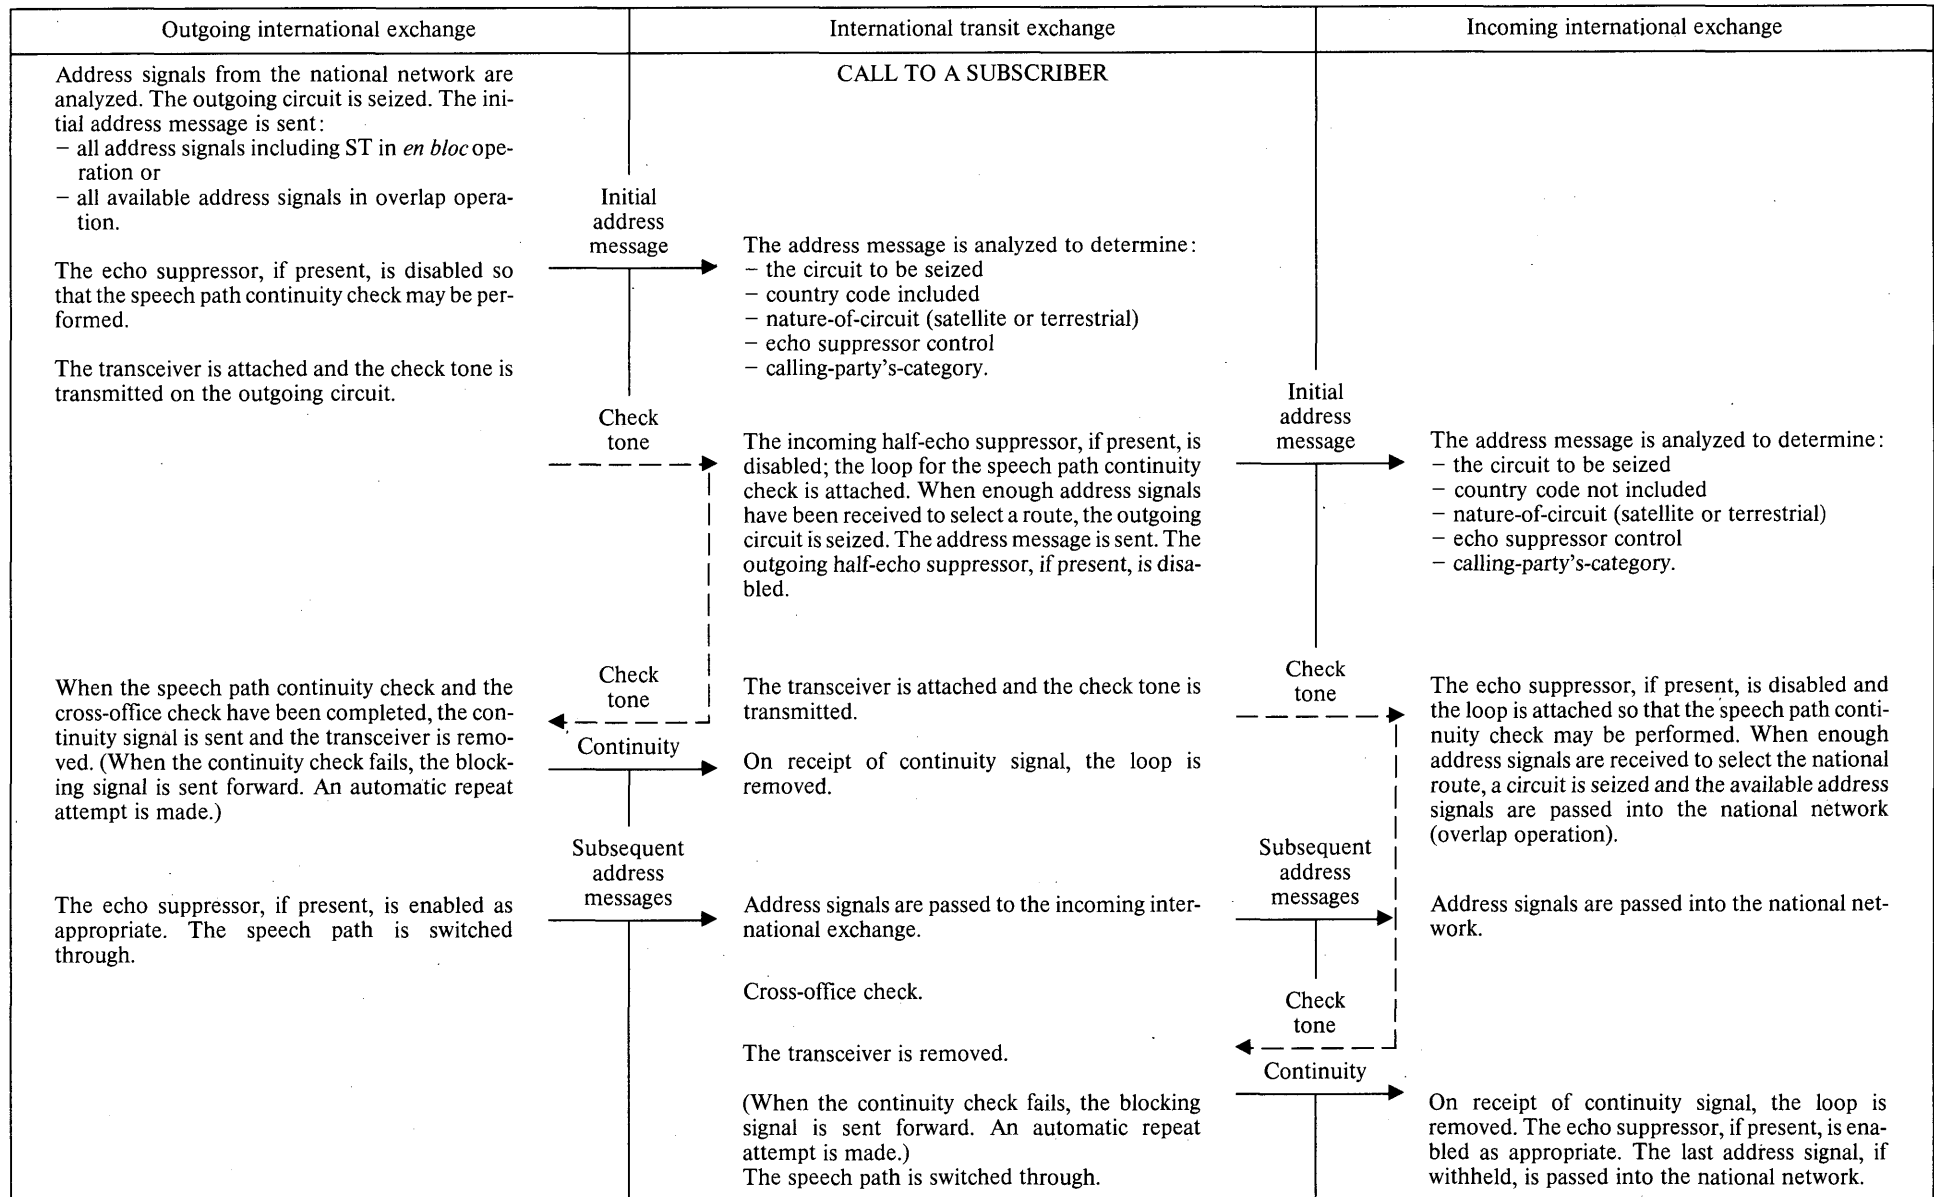 Outgoing international exchange
International transit exchange
Incoming international exchange
CALL TO A SUBSCRIBER
Address signals from the national network are
analyzed. The outgoing circuit is seized. The ini-
tial address message is sent:
– all address signals including ST in en bloc ope-
ration or
– all available address signals in overlap opera-
tion.
The echo suppressor, if present, is disabled so
that the speech path continuity check may be per-
formed.
The transceiver is attached and the check tone is
transmitted on the outgoing circuit.
Initial
address
message
The address message is analyzed to determine:
– the circuit to be seized
– country code included
– nature-of-circuit (satellite or terrestrial)
– echo suppressor control
– calling-party's-category.
Check
tone
The incoming half-echo suppressor, if present, is
disabled; the loop for the speech path continuity
check is attached. When enough address signals
have been received to select a route, the outgoing
circuit is seized. The address message is sent. The
outgoing half-echo suppressor, if present, is disa-
bled.
Initial
address
message
The address message is analyzed to determine:
– the circuit to be seized
– country code not included
– nature-of-circuit (satellite or terrestrial)
– echo suppressor control
– calling-party's-category.
When the speech path continuity check and the
cross-office check have been completed, the con-
tinuity signal is sent and the transceiver is remo-
ved. (When the continuity check fails, the block-
ing signal is sent forward. An automatic repeat
attempt is made.)
Check
tone
Continuity
The transceiver is attached and the check tone is
transmitted.
On receipt of continuity signal, the loop is
removed.
Check
tone
The echo suppressor, if present, is disabled and
the loop is attached so that the speech path conti-
nuity check may be performed. When enough
address signals are received to select the national
route, a circuit is seized and the available address
signals are passed into the national network
(overlap operation).
The echo suppressor, if present, is enabled as
appropriate. The speech path is switched
through.
Subsequent
address
messages
Address signals are passed to the incoming inter-
national exchange.
Subsequent
address
messages
Address signals are passed into the national net-
work.
Cross-office check.
The transceiver is removed.
Check
tone
Continuity
(When the continuity check fails, the blocking
signal is sent forward. An automatic repeat
attempt is made.)
The speech path is switched through.
On receipt of continuity signal, the loop is
removed. The echo suppressor, if present, is ena-
bled as appropriate. The last address signal, if
withheld, is passed into the national network.